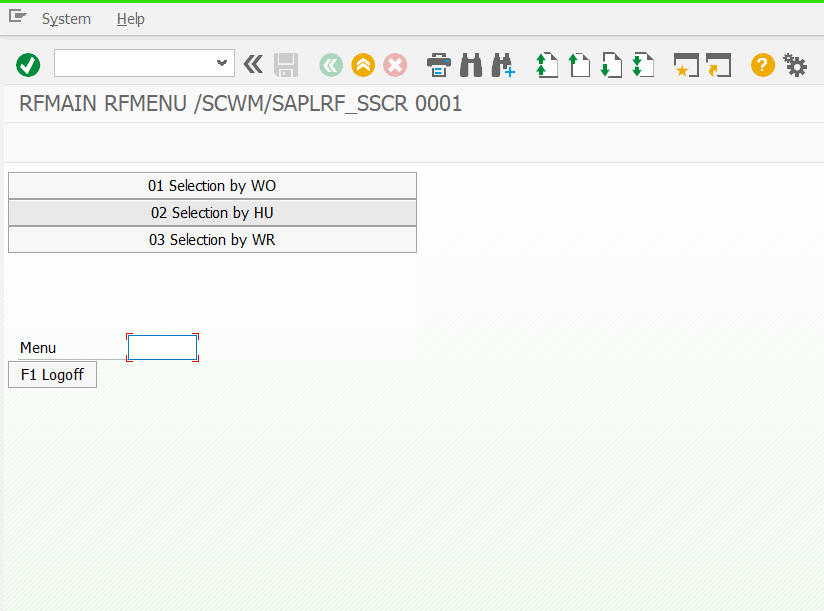 System Help
RFMAIN RFMENU /SCWM/SAPLRF_SSCR 0001
01 Selection by WO
02 Selection by HU
03 Selection by WR
Menu
F1 Logoff